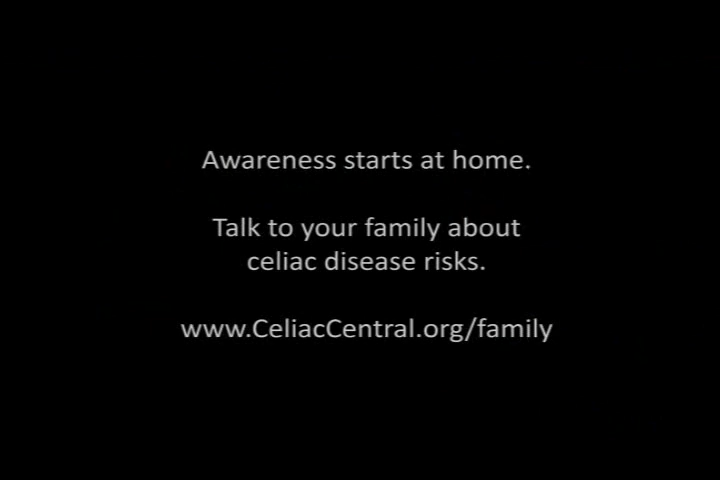 Awareness starts at home.
Talk to your family about
celiac disease risks.
www.CeliacCentral.org/family